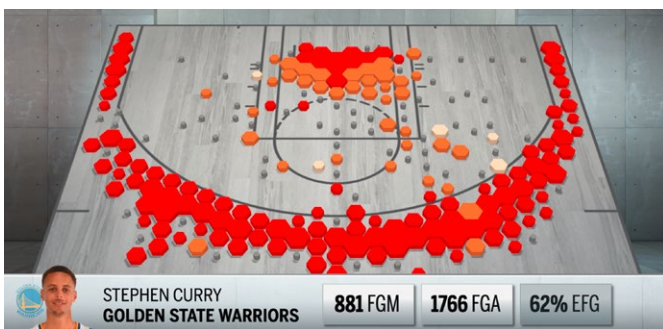 STEPHEN CURRY
GOLDEN STATE WARRIORS
881 FGM
1766 FGA
62% EFG